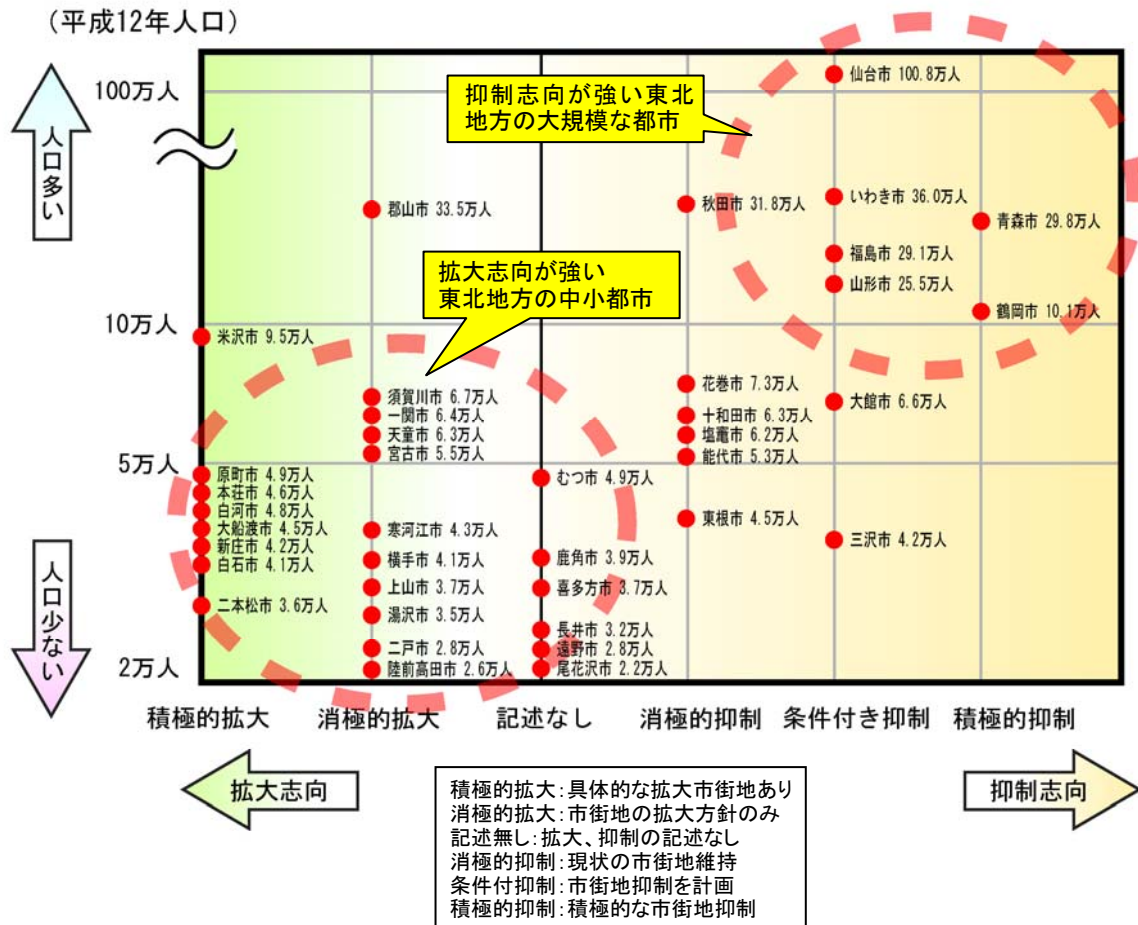 (平成12年人口)
人口多い
人口少ない
100万人
10万人
5万人
2万人
抑制志向が強い東北
地方の大規模な都市
拡大志向が強い
東北地方の中小都市
仙台市 100.8万人
郡山市 33.5万人
秋田市 31.8万人
いわき市 36.0万人
青森市 29.8万人
福島市 29.1万人
山形市 25.5万人
鶴岡市 10.1万人
米沢市 9.5万人
須賀川市 6.7万人
一関市 6.4万人
天童市 6.3万人
宮古市 5.5万人
花巻市 7.3万人
十和田市 6.3万人
塩竈市 6.2万人
能代市 5.3万人
大館市 6.6万人
原町市 4.9万人
本荘市 4.6万人
白河市 4.8万人
大船渡市 4.5万人
新庄市 4.2万人
白石市 4.1万人
二本松市 3.6万人
寒河江市 4.3万人
横手市 4.1万人
上山市 3.7万人
湯沢市 3.5万人
二戸市 2.8万人
陸前高田市 2.6万人
むつ市 4.9万人
鹿角市 3.9万人
喜多方市 3.7万人
長井市 3.2万人
遠野市 2.8万人
尾花沢市 2.2万人
東根市 4.5万人
三沢市 4.2万人
積極的拡大
消極的拡大
記述なし
消極的抑制
条件付き抑制
積極的抑制
拡大志向
抑制志向
積極的拡大:具体的な拡大市街地あり
消極的拡大:市街地の拡大方針のみ
記述無し:拡大、抑制の記述なし
消極的抑制:現状の市街地維持
条件付抑制:市街地抑制を計画
積極的抑制:積極的な市街地抑制